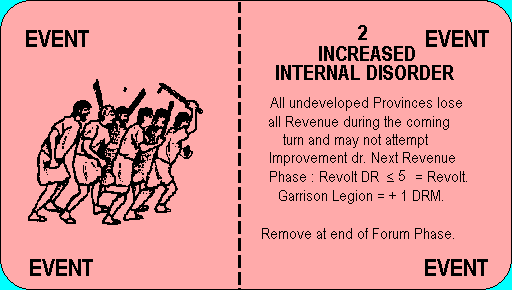 EVENT
EVENT
2
EVENT
INCREASED
INTERNAL DISORDER
All undeveloped Provinces lose
all Revenue during the coming
turn and may not attempt
Improvement dr. Next Revenue
Phase : Revolt DR ≤ 5 = Revolt.
Garrison Legion = + 1 DRM.
Remove at end of Forum Phase.
EVENT